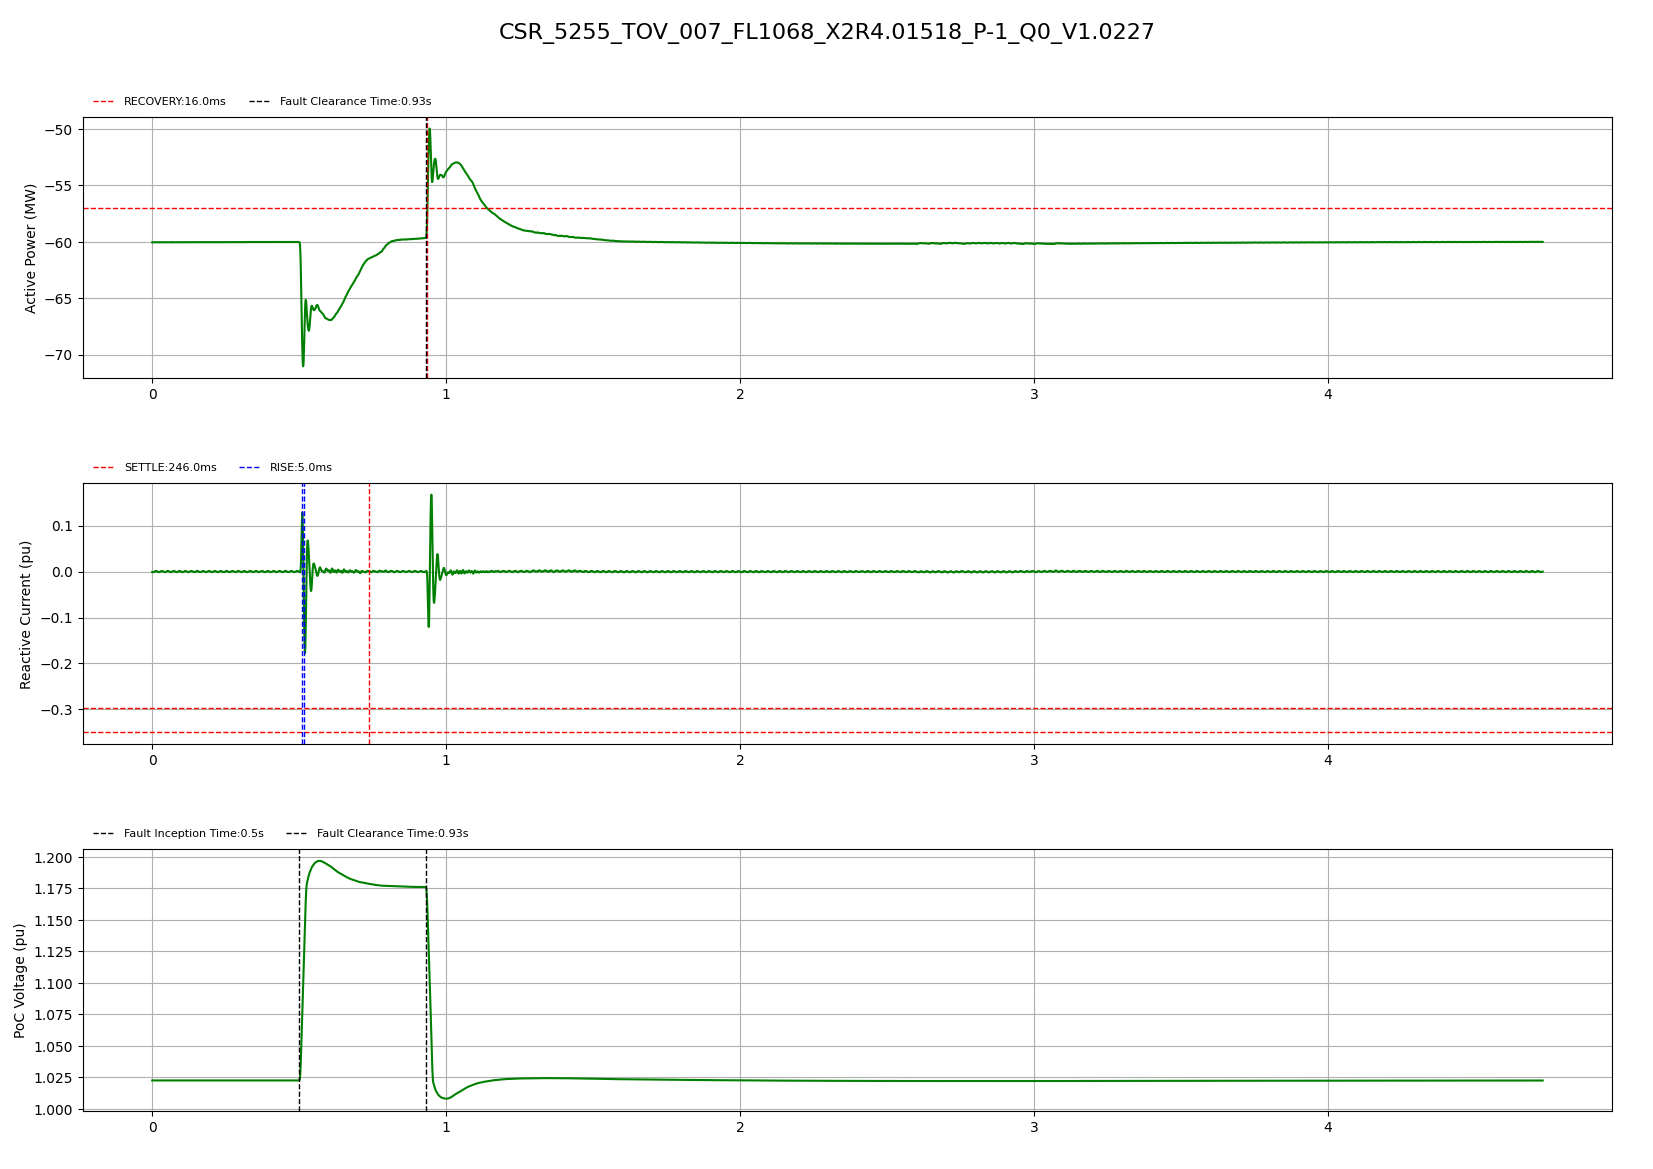 CSR_5255_TOV_007_FL1068_X2R4.01518_P-1_Q0_V1.0227
RECOVERY:16.0ms Fault Clearance Time:0.93s
Active Power (MW)
−50
−55
−60
−65
−70
0 1 2 3 4
SETTLE:246.0ms RISE:5.0ms
Reactive Current (pu)
0.1
0.0
−0.1
−0.2
−0.3
0 1 2 3 4
Fault Inception Time:0.5s Fault Clearance Time:0.93s
PoC Voltage (pu)
1.200
1.175
1.150
1.125
1.100
1.075
1.050
1.025
1.000
0 1 2 3 4